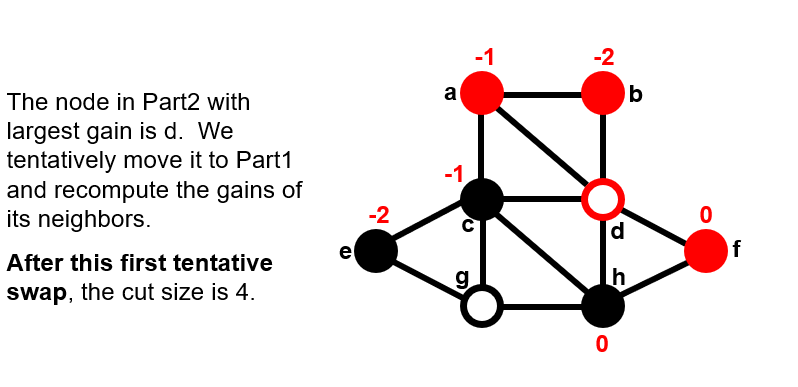 The node in Part2 with
largest gain is d. We
tentatively move it to Part1
and recompute the gains of
its neighbors.
After this first tentative
swap, the cut size is 4.
-1
-2
a
b
-1
c
d
-2
e
0
f
g
h
0